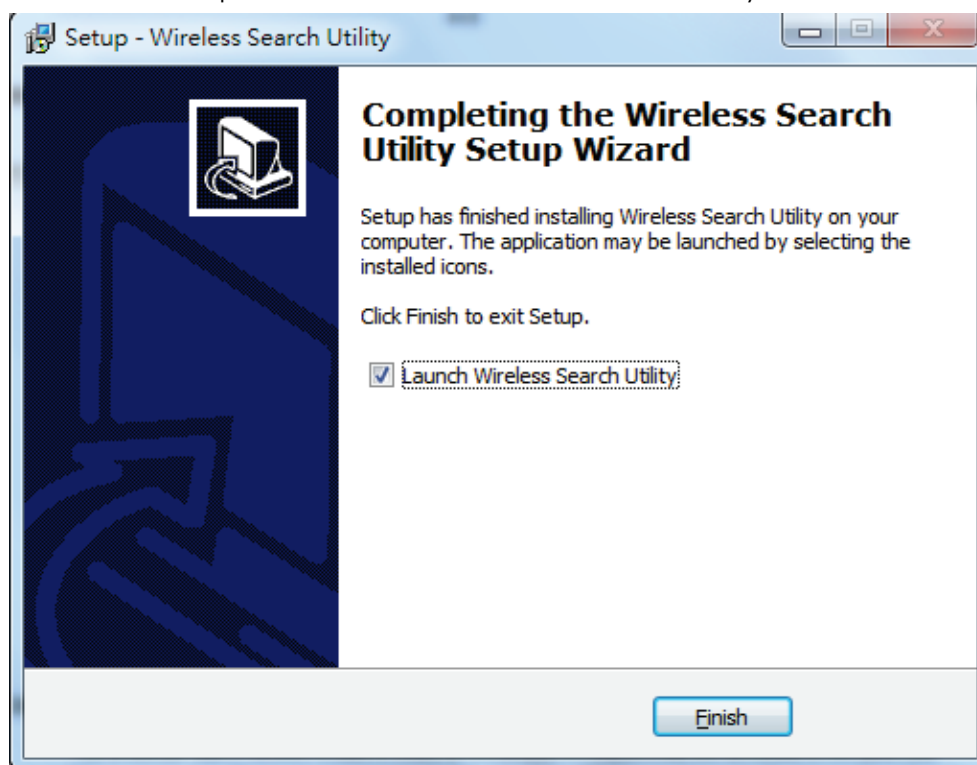 Setup - Wireless Search Utility
Completing the Wireless Search
Utility Setup Wizard
Setup has finished installing Wireless Search Utility on your
computer. The application may be launched by selecting the
installed icons.
Click Finish to exit Setup.
Launch Wireless Search Utility
Finish